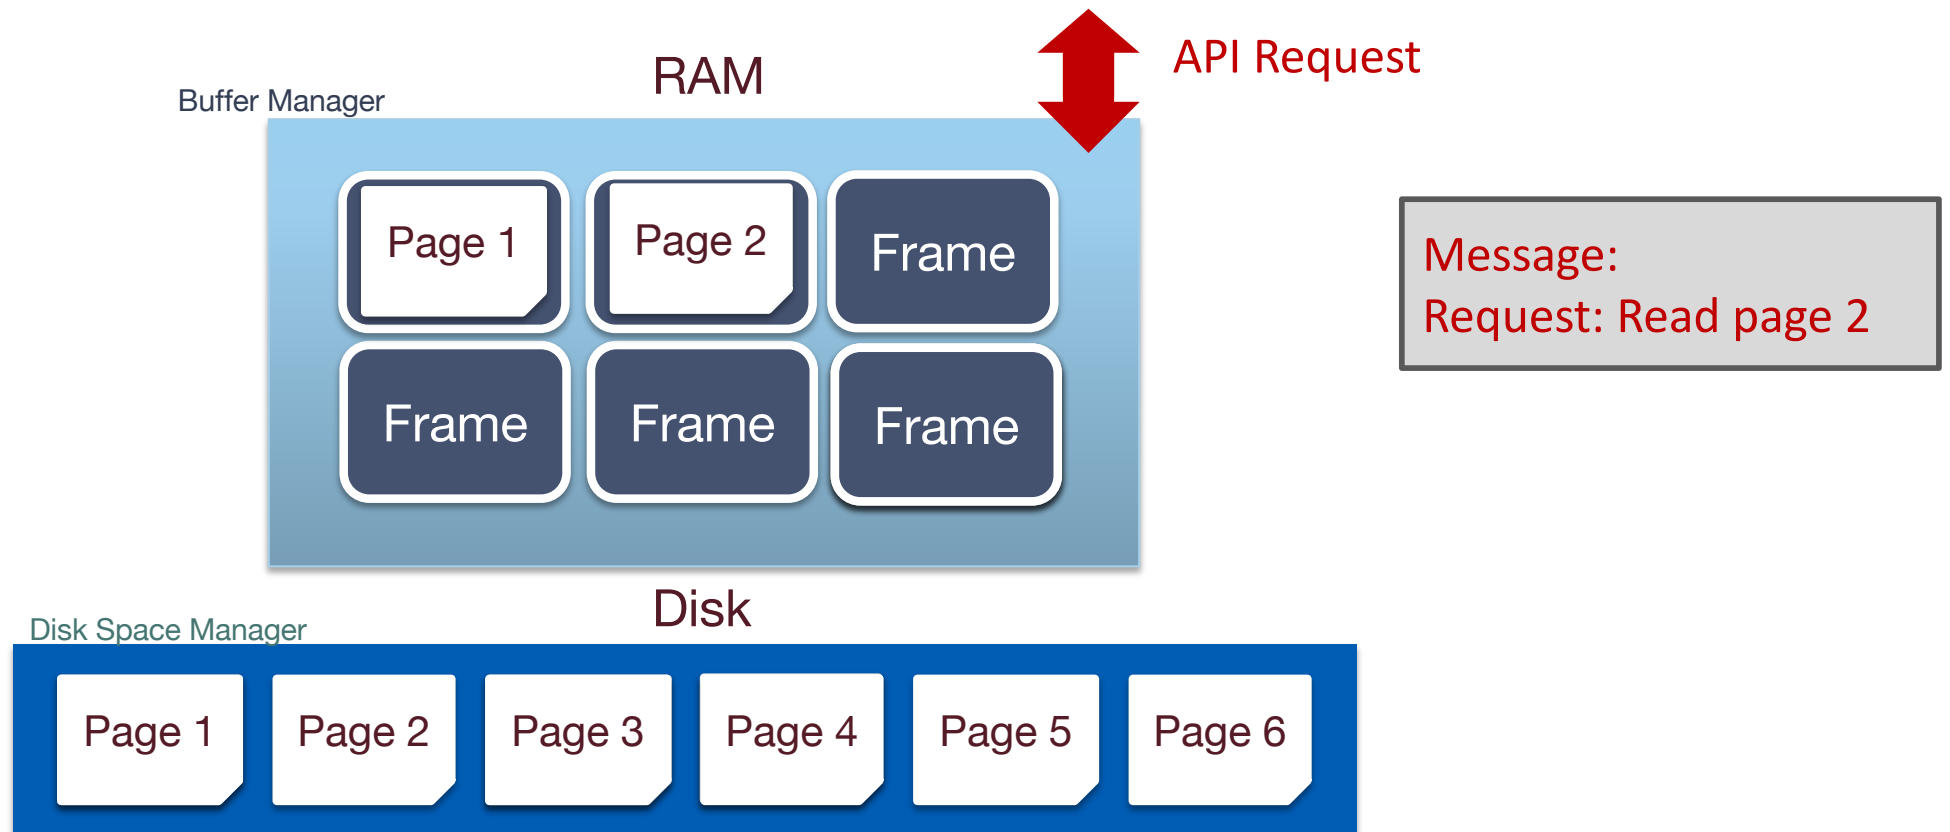 RAM
API Request
Buffer Manager
Page 1
Page 2
Frame
Message:
Request: Read page 2
Frame
Frame
Frame
Disk
Disk Space Manager
Page 1
Page 2
Page 3
Page 4
Page 5
Page 6